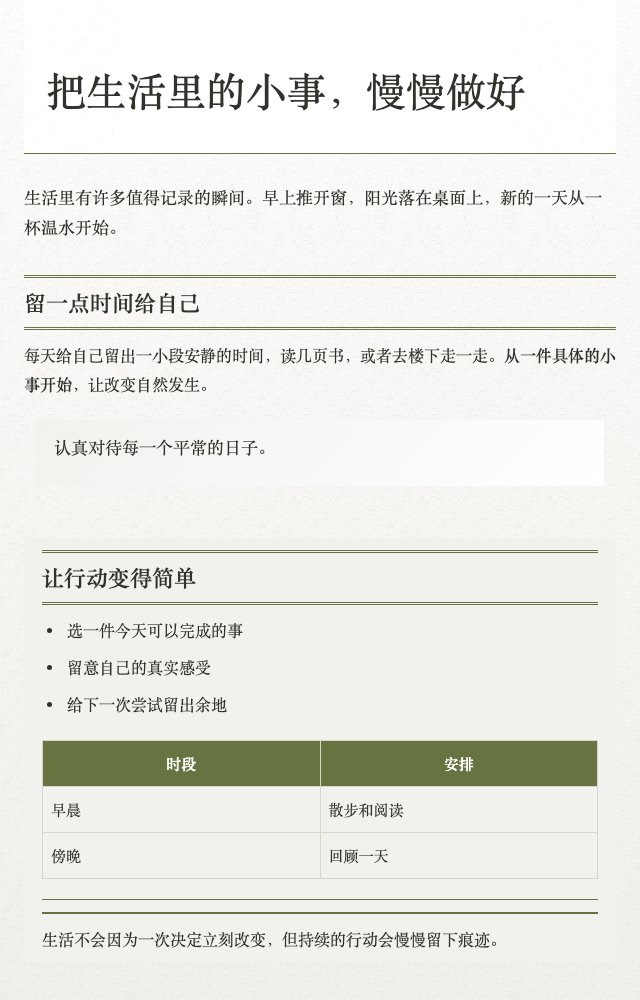 把生活里的小事，慢慢做好
生活里有许多值得记录的瞬间。早上推开窗，阳光落在桌面上，新的一天从一
杯温水开始。
留一点时间给自己
每天给自己留出一小段安静的时间，读几页书，或者去楼下走一走。从一件具体的小
事开始，让改变自然发生。
认真对待每一个平常的日子。
让行动变得简单
• 选一件今天可以完成的事
• 留意自己的真实感受
• 给下一次尝试留出余地
时段 安排
早晨 散步和阅读
傍晚 回顾一天
生活不会因为一次决定立刻改变，但持续的行动会慢慢留下痕迹。